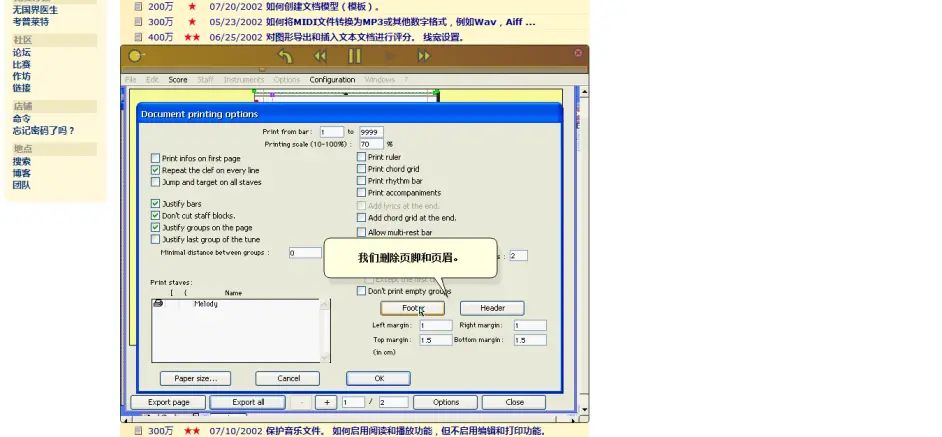 无国界医生
考普莱特
社区
论坛
比赛
作坊
链接
店铺
命令
忘记密码了吗？
地点
搜索
博客
团队
200万 ★ 07/20/2002 如何创建文档模型（模板）。
300万 ★ 05/23/2002 如何将MIDI文件转换为MP3或其他数字格式，例如Wav，Aiff ...
400万 ★★ 06/25/2002 对图形导出和插入文本文档进行评分。 线宽设置。
File Edit Score Staff Instruments Options Configuration Windows ?
Document printing options
Print from bar: 1 to 9999
Printing scale (10-100%): 70 %
Print infos on first page
Repeat the clef on every line
Jump and target on all staves
Justify bars
Don't cut staff blocks.
Justify groups on the page
Justify last group of the tune
Minimal distance between groups: 0
Print staves:
[ ( Name
Melody
Print ruler
Print chord grid
Print rhythm bar
Print accompaniments
Add lyrics at the end.
Add chord grid at the end.
Allow multi-rest bar
: 2
我们删除页脚和页眉。
Except the first
Don't print empty groups
Footer Header
Left margin: 1 Right margin: 1
Top margin: 1.5 Bottom margin: 1.5
(in cm)
Paper size... Cancel OK
Export page Export all - + 1 / 2 Options Close
300万 ★★ 07/10/2002 保护音乐文件。 如何启用阅读和播放功能，但不启用编辑和打印功能。